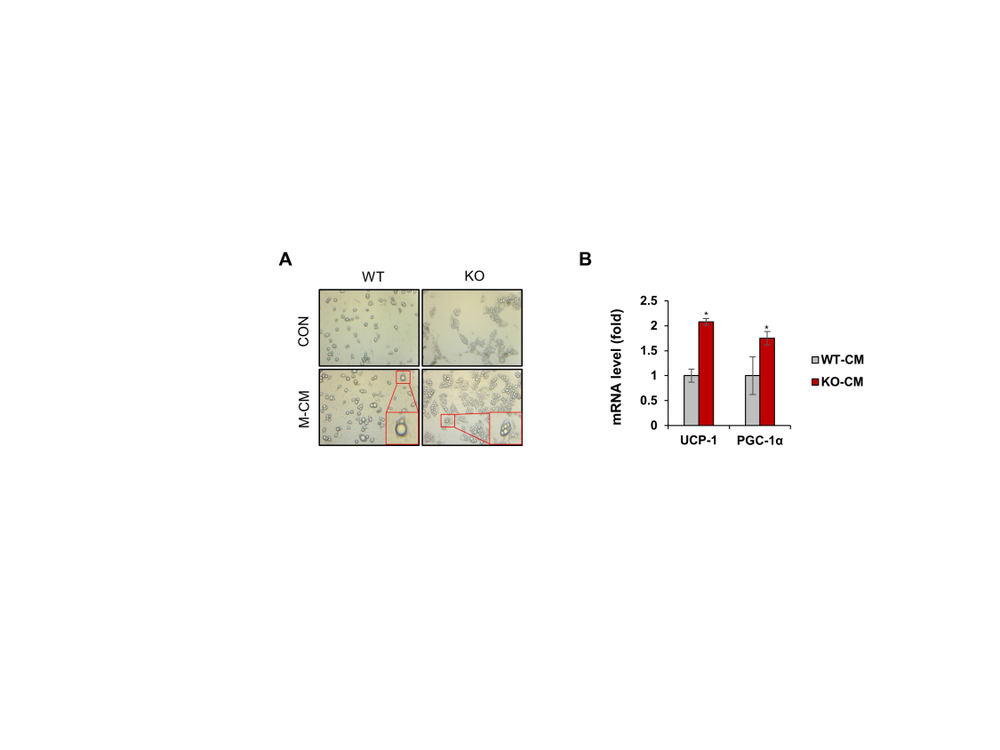 A
B
WT
KO
CON
M-CM
mRNA level (fold)
2.5
2
1.5
1
0.5
0
*
*
UCP-1
PGC-1α
WT-CM
KO-CM